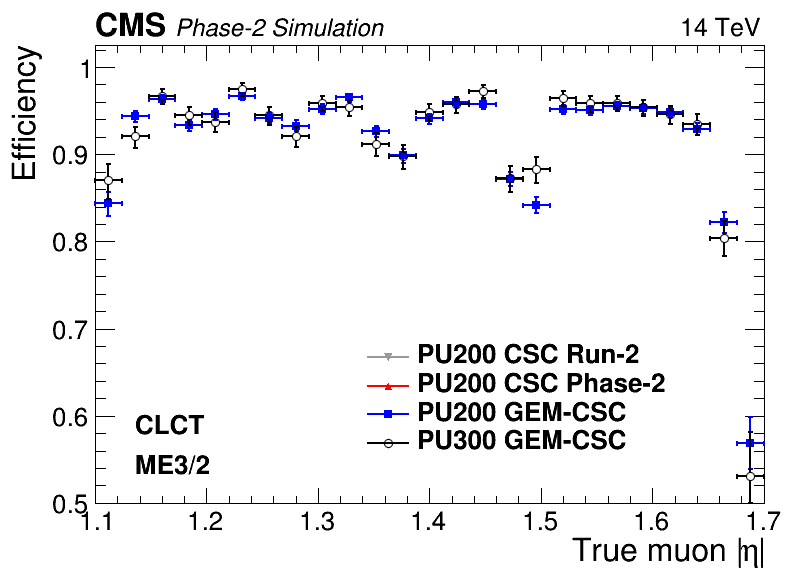 CMS Phase-2 Simulation 14 TeV
Efficiency
1
0.9
0.8
0.7
0.6
0.5
PU200 CSC Run-2
PU200 CSC Phase-2
PU200 GEM-CSC
PU300 GEM-CSC
CLCT
ME3/2
1.1 1.2 1.3 1.4 1.5 1.6 1.7
True muon |η|